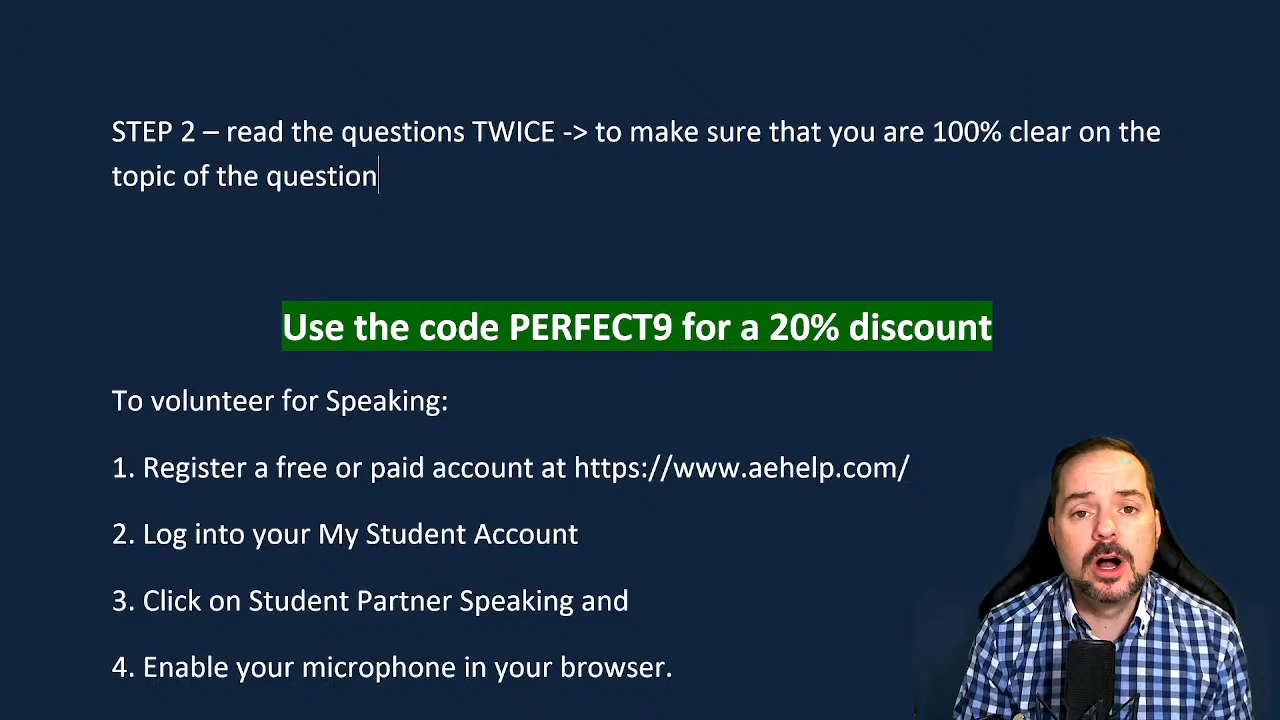 STEP 2 – read the questions TWICE -> to make sure that you are 100% clear on the
topic of the question
Use the code PERFECT9 for a 20% discount
To volunteer for Speaking:
1. Register a free or paid account at https://www.aehelp.com/
2. Log into your My Student Account
3. Click on Student Partner Speaking and
4. Enable your microphone in your browser.